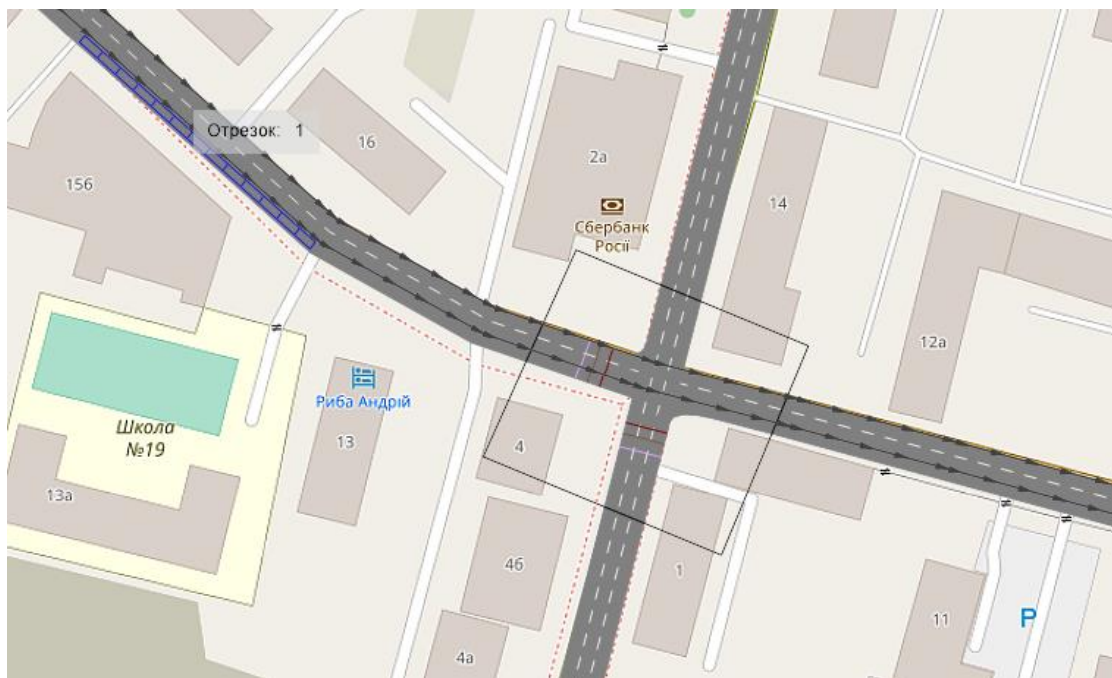 Отрезок: 1
16
2а
15б
14
Сбербанк
Росії
12а
Риба Андрій
Школа
№19
13
4
13а
4б
1
11
P
4а